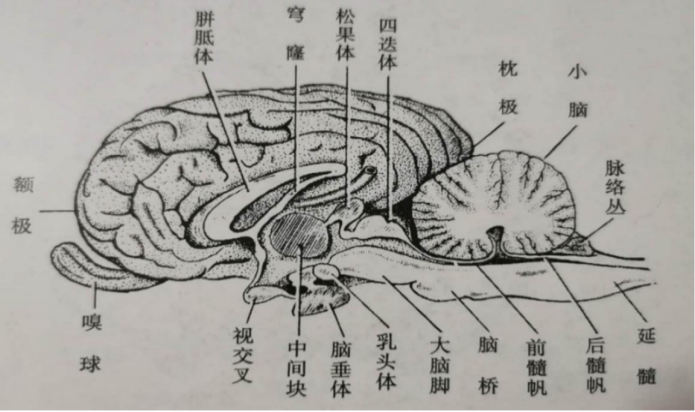 胼胝体
穹隆
松果体
四迭体
枕极
小脑
脉络丛
额极
嗅球
视交叉
中间块
脑垂体
乳头体
大脑脚
脑桥
前髓帆
后髓帆
延髓